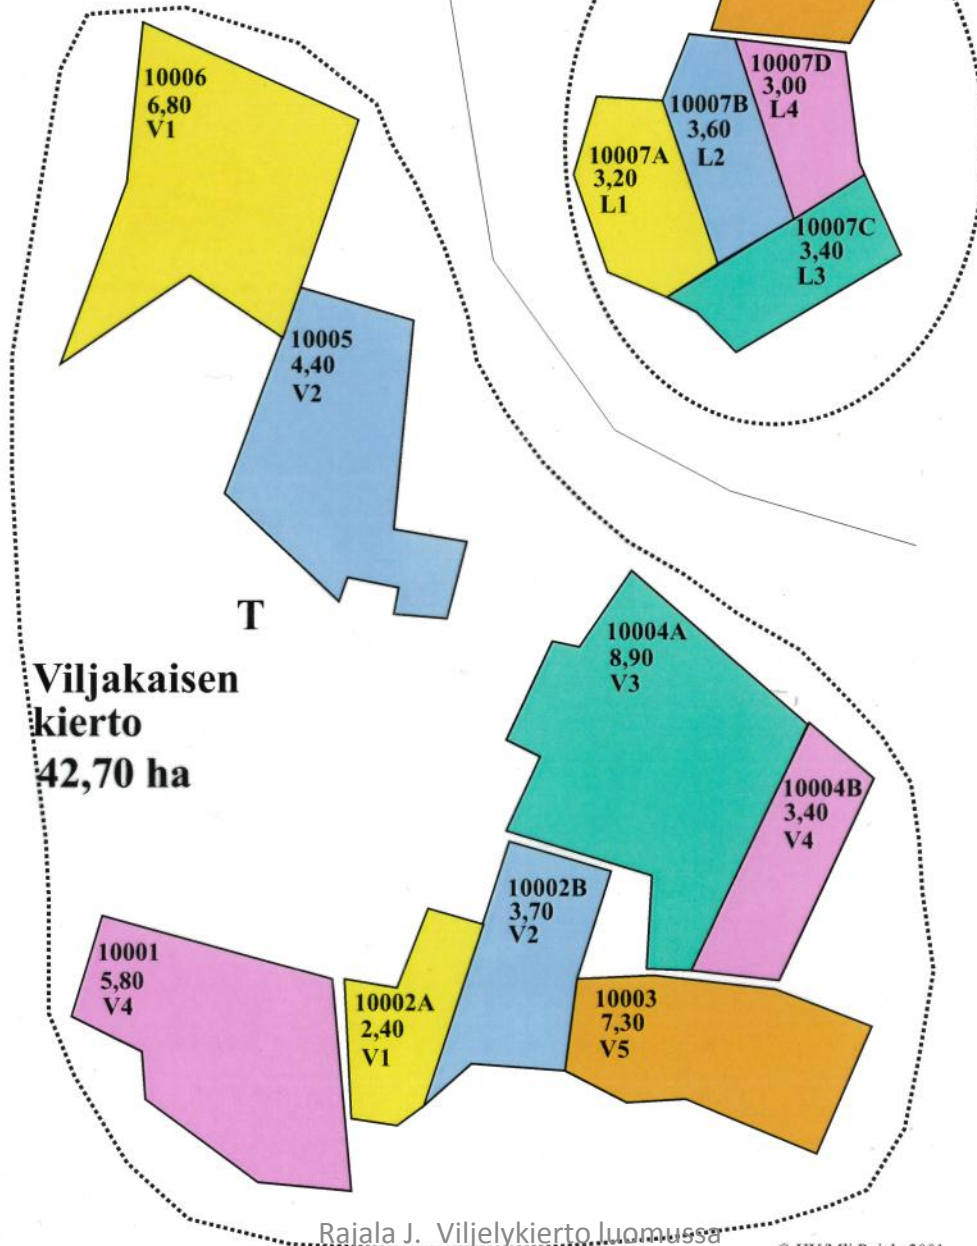 10006
6,80
V1
10007D
3,00
L4
10007B
3,60
L2
10007A
3,20
L1
10007C
3,40
L3
10005
4,40
V2
T
Viljakaisen
kierto
42,70 ha
10004A
8,90
V3
10004B
3,40
V4
10002B
3,70
V2
10001
5,80
V4
10002A
2,40
V1
10003
7,30
V5
Rajala J. Viljelykierto luomussa